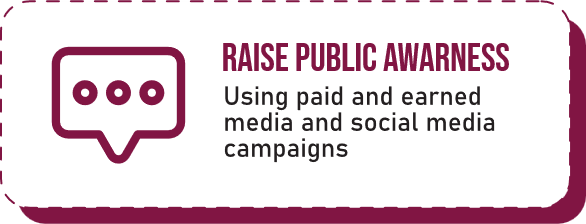 RAISE PUBLIC AWARNESS
Using paid and earned
media and social media
campaigns